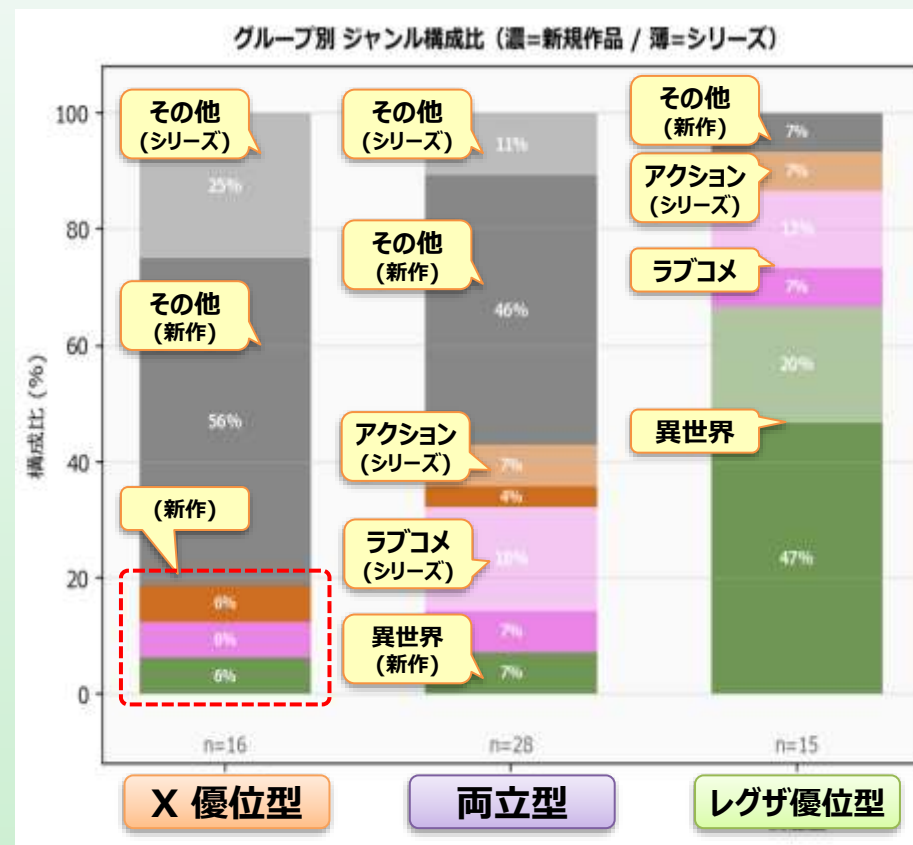 グループ別 ジャンル構成比（濃=新規作品 / 薄=シリーズ）
構成比 (%)
100
80
60
40
20
0
その他
(シリーズ)
25%
その他
(新作)
56%
(新作)
6%
6%
6%
n=16
X 優位型
その他
(シリーズ)
11%
その他
(新作)
46%
アクション
(シリーズ)
7%
4%
ラブコメ
(シリーズ)
7%
異世界
(新作)
7%
n=28
両立型
その他
(新作)
7%
アクション
(シリーズ)
7%
13%
ラブコメ
7%
20%
異世界
47%
n=15
レグザ優位型